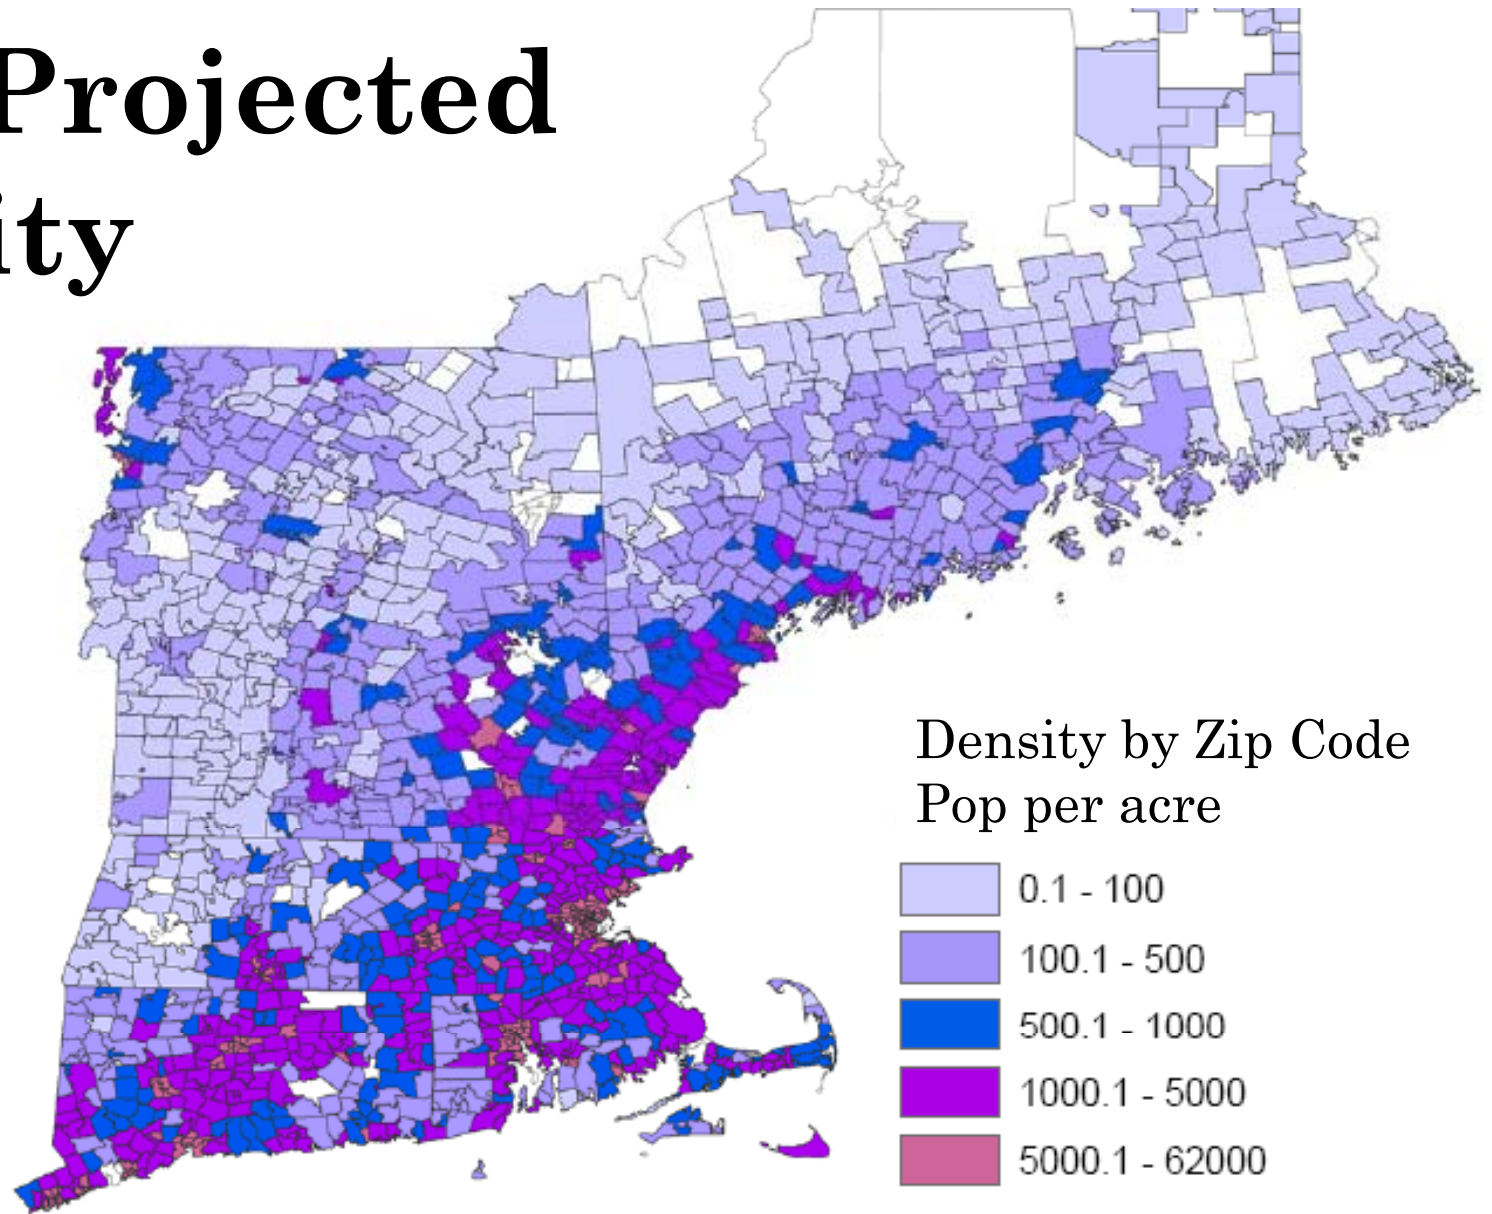 Projected
ity
Density by Zip Code
Pop per acre
0.1 - 100
100.1 - 500
500.1 - 1000
1000.1 - 5000
5000.1 - 62000